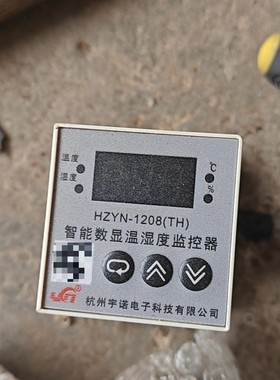 温度
湿度
℃
%
HZYN-1208(TH)
智能数显温湿度监控器
杭州宇诺电子科技有限公司